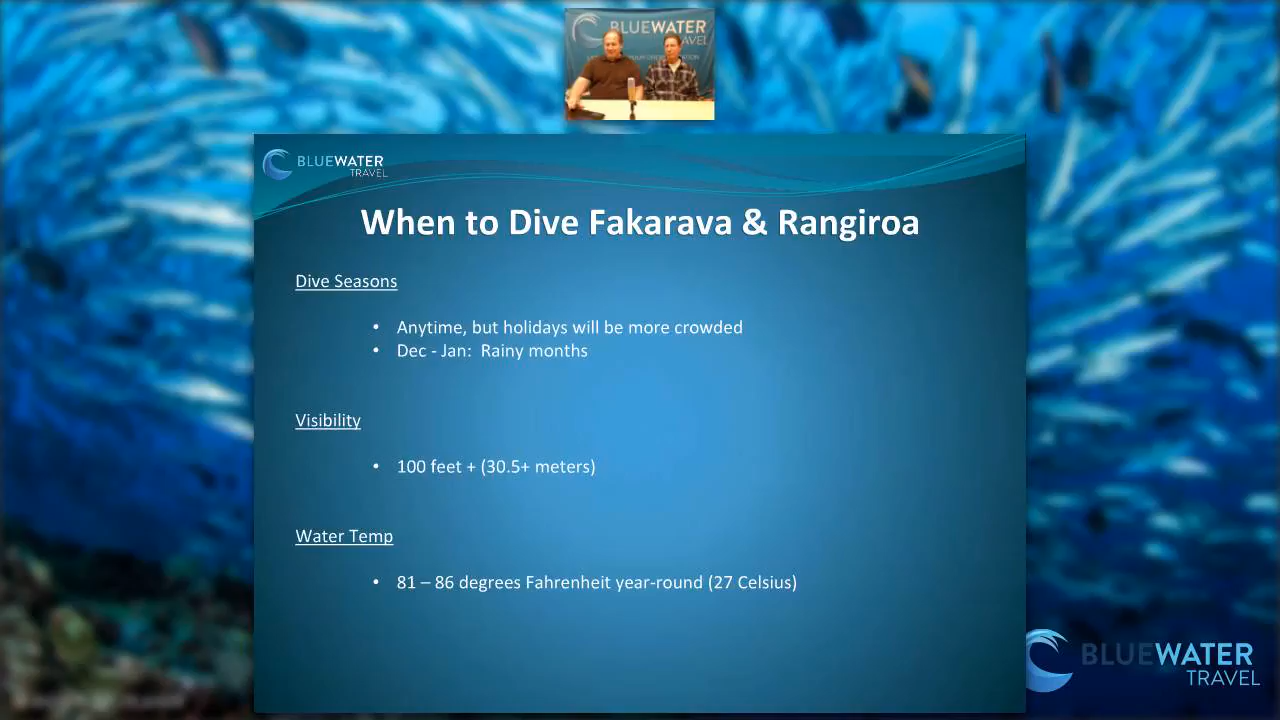 BLUEWATER
TRAVEL
BLUEWATER
TRAVEL
When to Dive Fakarava & Rangiroa
Dive Seasons
• Anytime, but holidays will be more crowded
• Dec - Jan: Rainy months
Visibility
• 100 feet + (30.5+ meters)
Water Temp
• 81 – 86 degrees Fahrenheit year-round (27 Celsius)
BLUEWATER
TRAVEL